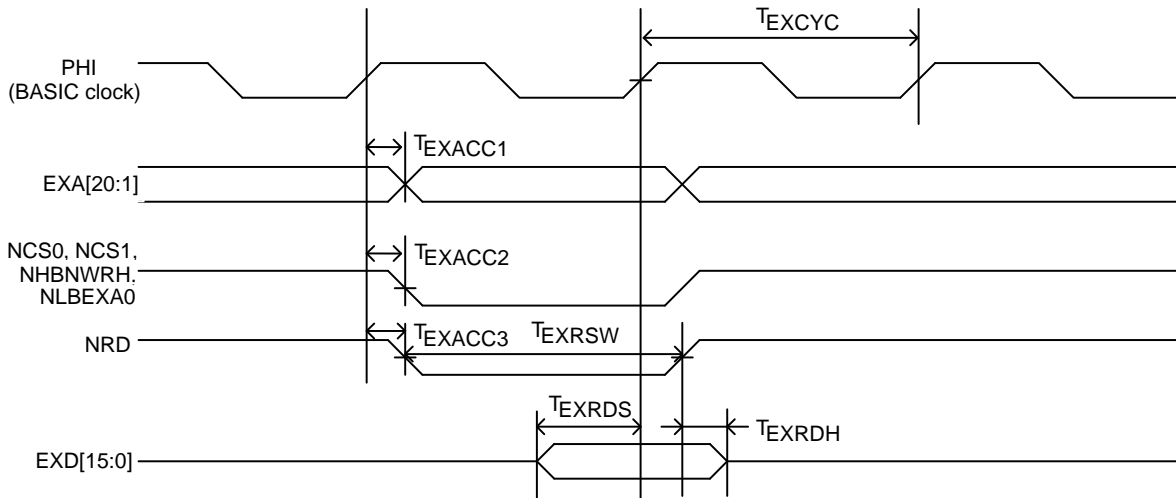 TEXCYC
PHI
(BASIC clock)
TEXACC1
EXA[20:1]
NCS0, NCS1,
NHBNWRH,
NLBEXA0
TEXACC2
NRD
TEXACC3
TEXRSW
TEXRDS
TEXRDH
EXD[15:0]